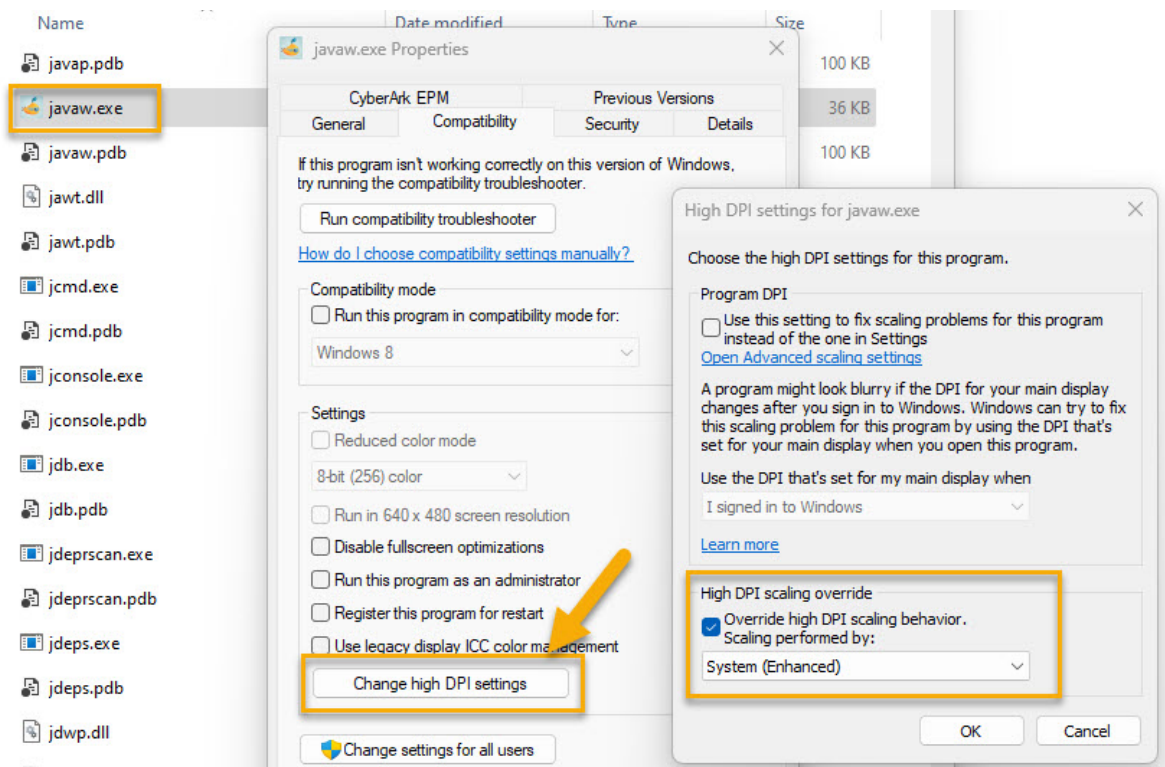 Name Date modified Type Size
javap.pdb 100 KB
javaw.exe 36 KB
javaw.pdb 100 KB
jawt.dll
jawt.pdb
jcmd.exe
jcmd.pdb
jconsole.exe
jconsole.pdb
jdb.exe
jdb.pdb
jdeprscan.exe
jdeprscan.pdb
jdeps.exe
jdeps.pdb
jdwp.dll
javaw.exe Properties
CyberArk EPM Previous Versions
General Compatibility Security Details
If this program isn't working correctly on this version of Windows,
try running the compatibility troubleshooter.
Run compatibility troubleshooter
How do I choose compatibility settings manually?
Compatibility mode
Run this program in compatibility mode for:
Windows 8
Settings
Reduced color mode
8-bit (256) color
Run in 640 x 480 screen resolution
Disable fullscreen optimizations
Run this program as an administrator
Register this program for restart
Use legacy display ICC color management
Change high DPI settings
Change settings for all users
High DPI settings for javaw.exe
Choose the high DPI settings for this program.
Program DPI
Use this setting to fix scaling problems for this program
instead of the one in Settings
Open Advanced scaling settings
A program might look blurry if the DPI for your main display
changes after you sign in to Windows. Windows can try to fix
this scaling problem for this program by using the DPI that's
set for your main display when you open this program.
Use the DPI that's set for my main display when
I signed in to Windows
Learn more
High DPI scaling override
Override high DPI scaling behavior.
Scaling performed by:
System (Enhanced)
OK Cancel